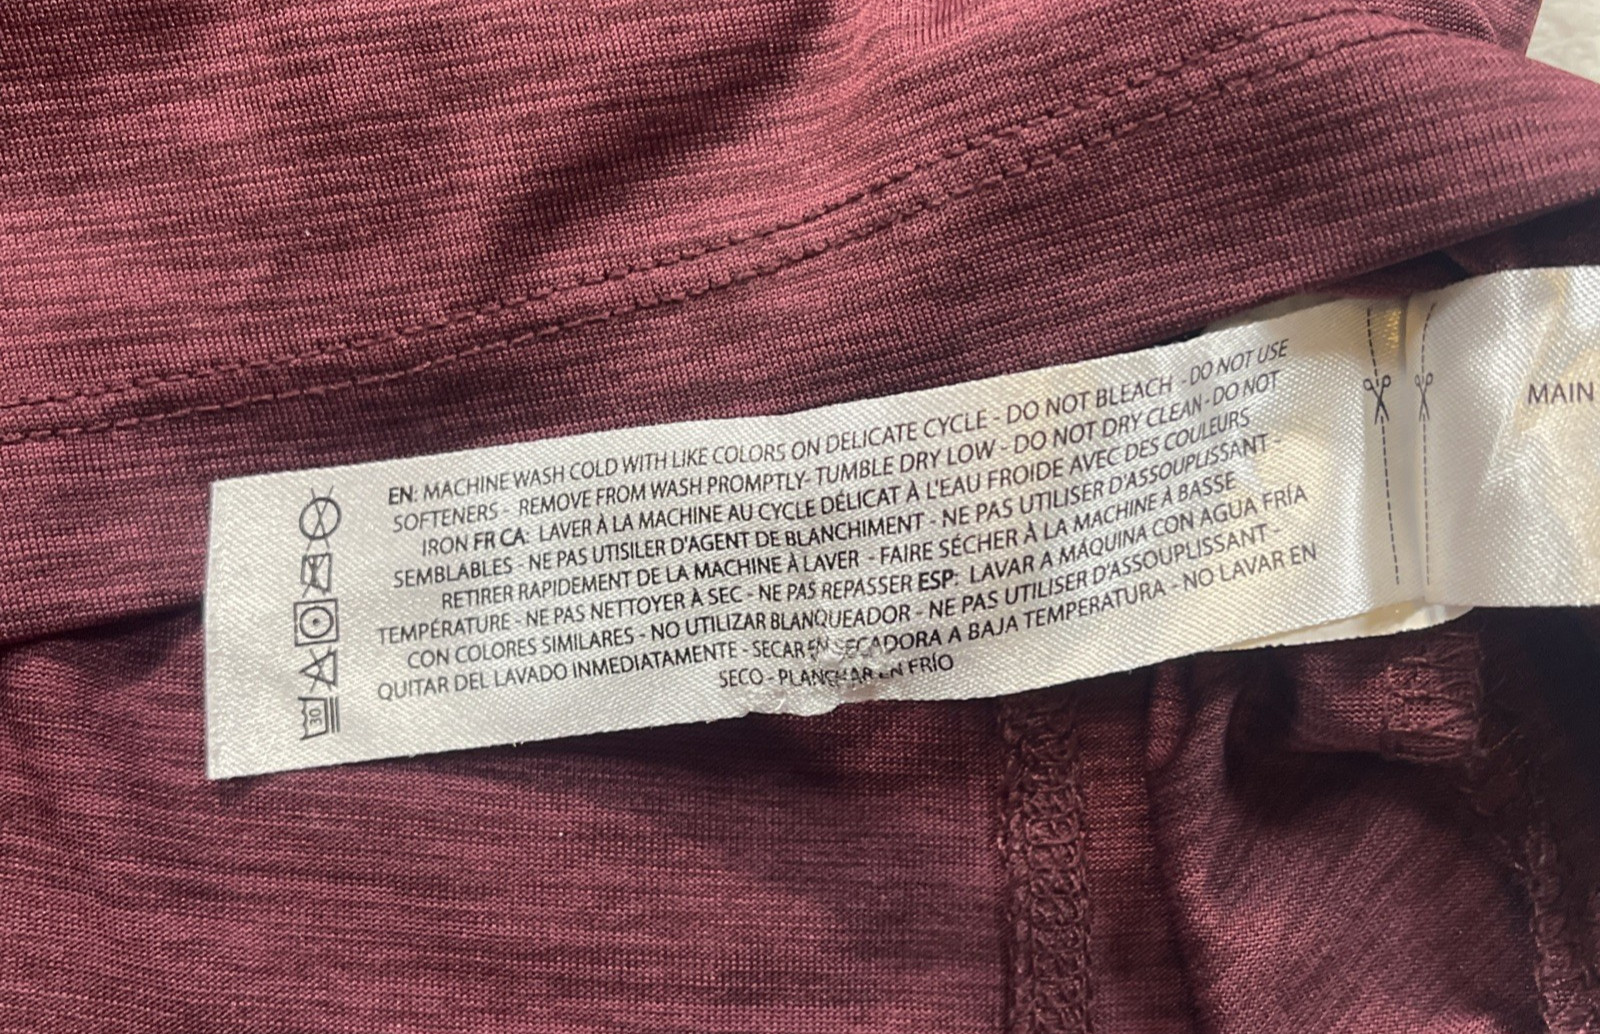 EN: MACHINE WASH COLD WITH LIKE COLORS ON DELICATE CYCLE - DO NOT BLEACH - DO NOT USE
SOFTENERS - REMOVE FROM WASH PROMPTLY- TUMBLE DRY LOW - DO NOT DRY CLEAN - DO NOT
IRON FR CA: LAVER À LA MACHINE AU CYCLE DÉLICAT À L'EAU FROIDE AVEC DES COULEURS
SEMBLABLES - NE PAS UTISILER D'AGENT DE BLANCHIMENT - NE PAS UTILISER D'ASSOUPLISSANT -
RETIRER RAPIDEMENT DE LA MACHINE À LAVER - FAIRE SÉCHER À LA MACHINE À BASSE
TEMPÉRATURE - NE PAS NETTOYER À SEC - NE PAS REPASSER ESP: LAVAR A MÁQUINA CON AGUA FRÍA
CON COLORES SIMILARES - NO UTILIZAR BLANQUEADOR - NE PAS UTILISER D'ASSOUPLISSANT -
QUITAR DEL LAVADO INMEDIATAMENTE - SECAR EN SECADORA A BAJA TEMPERATURA - NO LAVAR EN
SECO - PLANCHAR EN FRÍO
30
MAIN